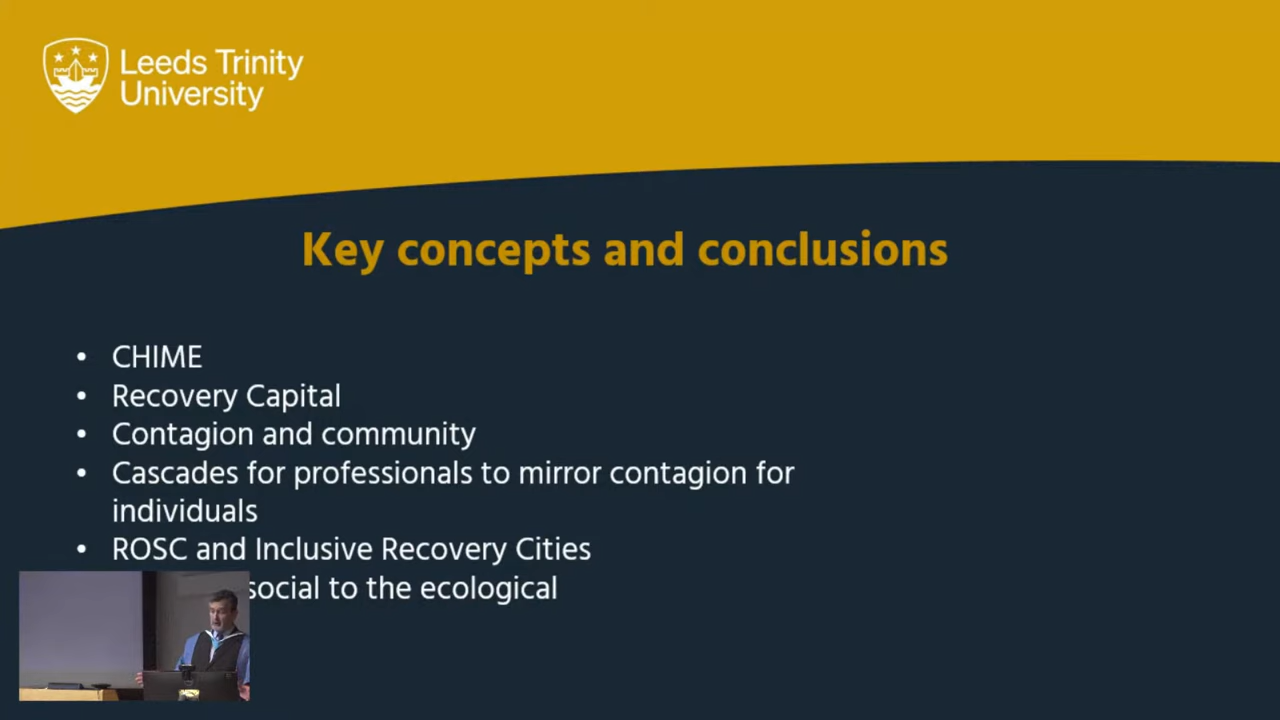 Leeds Trinity
University
Key concepts and conclusions
• CHIME
• Recovery Capital
• Contagion and community
• Cascades for professionals to mirror contagion for
individuals
• ROSC and Inclusive Recovery Cities
social to the ecological